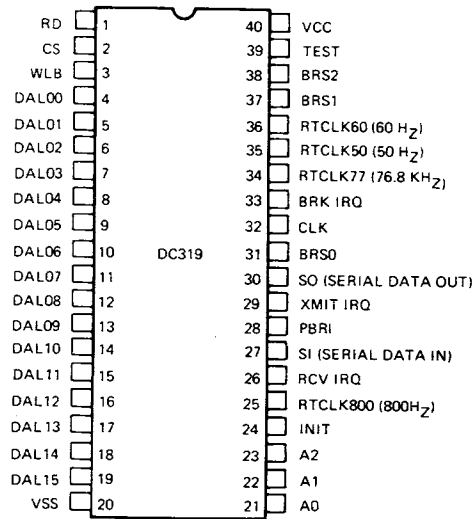 RD 1 40 VCC
CS 2 39 TEST
WLB 3 38 BRS2
DAL00 4 37 BRS1
DAL01 5 36 RTCLK60 (60 HZ)
DAL02 6 35 RTCLK50 (50 HZ)
DAL03 7 34 RTCLK77 (76.8 KHZ)
DAL04 8 33 BRK IRQ
DAL05 9 32 CLK
DAL06 10 DC319 31 BRS0
DAL07 11 30 SO (SERIAL DATA OUT)
DAL08 12 29 XMIT IRQ
DAL09 13 28 PBRI
DAL10 14 27 SI (SERIAL DATA IN)
DAL11 15 26 RCV IRQ
DAL12 16 25 RTCLK800 (800HZ)
DAL13 17 24 INIT
DAL14 18 23 A2
DAL15 19 22 A1
VSS 20 21 A0